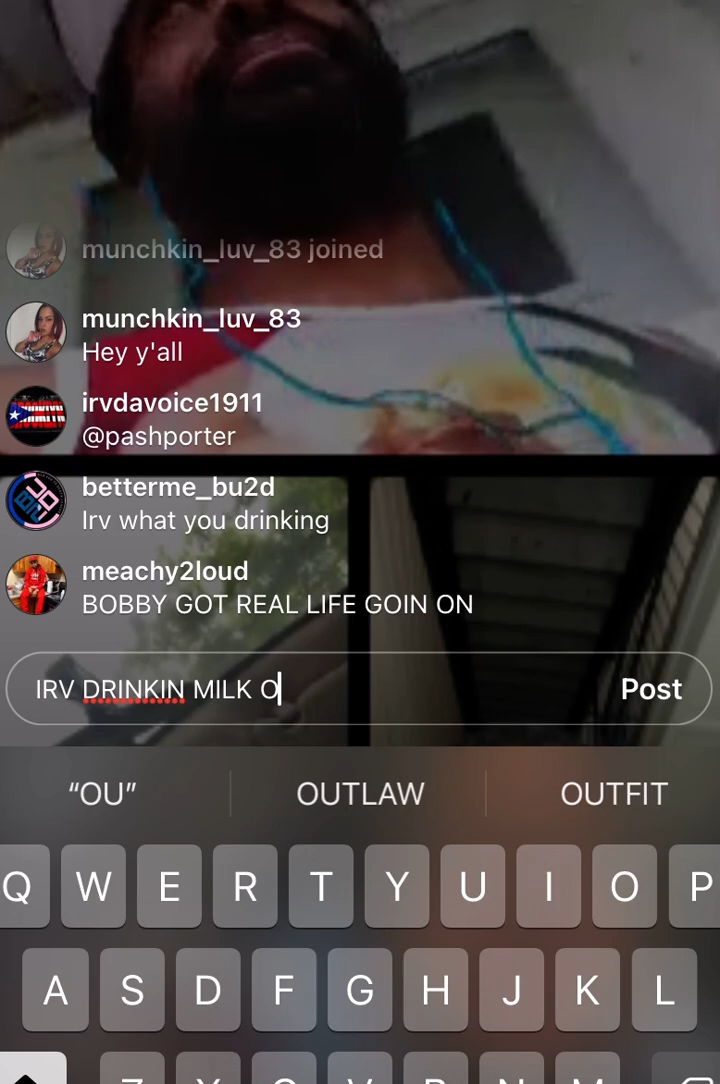 munchkin_luv_83 joined
munchkin_luv_83
Hey y'all
irvdavoice1911
@pashporter
betterme_bu2d
Irv what you drinking
meachy2loud
BOBBY GOT REAL LIFE GOIN ON
IRV DRINKIN MILK O
Post
“OU” OUTLAW OUTFIT
Q W E R T Y U I O P
A S D F G H J K L
Z X C V B N M